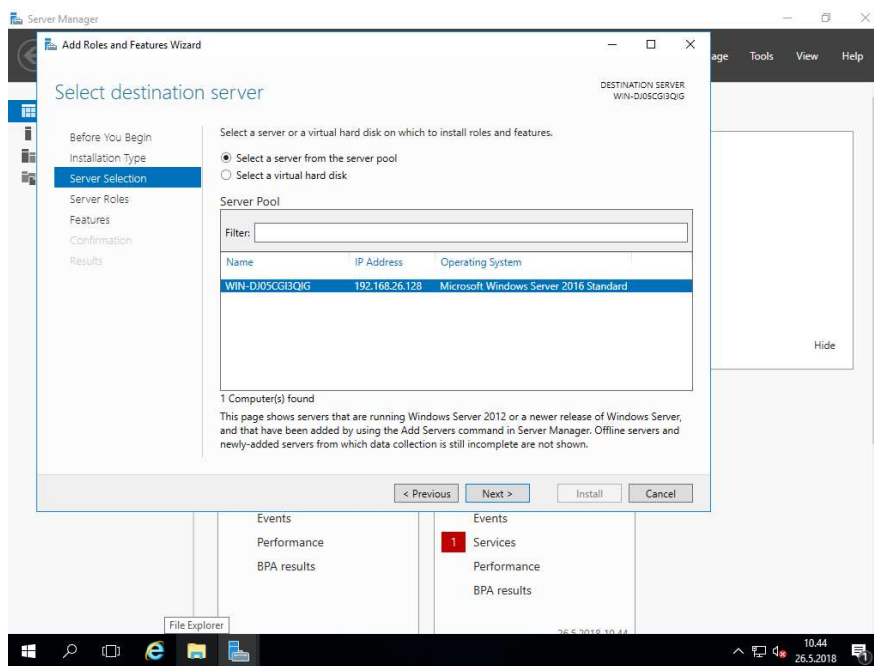 Server Manager
Add Roles and Features Wizard
age Tools View Help
Select destination server
DESTINATION SERVER
WIN-DJ05CGI3QIG
Before You Begin
Installation Type
Server Selection
Server Roles
Features
Confirmation
Results
Select a server or a virtual hard disk on which to install roles and features.
Select a server from the server pool
Select a virtual hard disk
Server Pool
Filter:
Name IP Address Operating System
WIN-DJ05CGI3QIG 192.168.26.128 Microsoft Windows Server 2016 Standard
1 Computer(s) found
This page shows servers that are running Windows Server 2012 or a newer release of Windows Server,
and that have been added by using the Add Servers command in Server Manager. Offline servers and
newly-added servers from which data collection is still incomplete are not shown.
< Previous Next > Install Cancel
Hide
Events
Performance
BPA results
Events
1 Services
Performance
BPA results
26.5.2018 10.44
File Explorer
10.44
26.5.2018
1